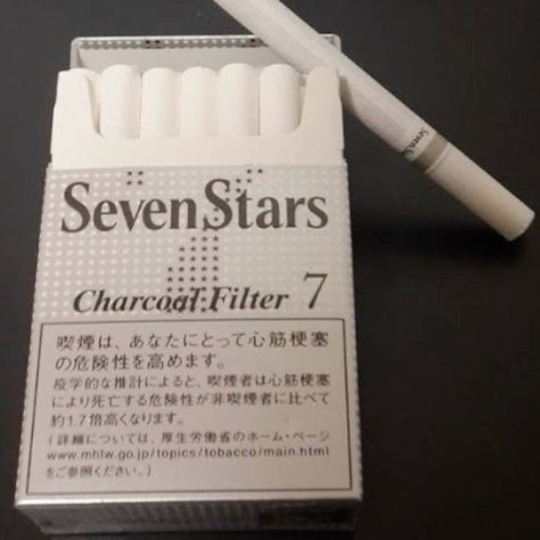 SevenStars
Charcoal Filter 7
喫煙は、あなたにとって心筋梗塞
の危険性を高めます。
疫学的な推計によると、喫煙者は心筋梗塞
により死亡する危険性が非喫煙者に比べて
約1.7倍高くなります。
(詳細については、厚生労働省のホーム・ページ
www.mhlw.go.jp/topics/tobacco/main.html
をご参照ください。)